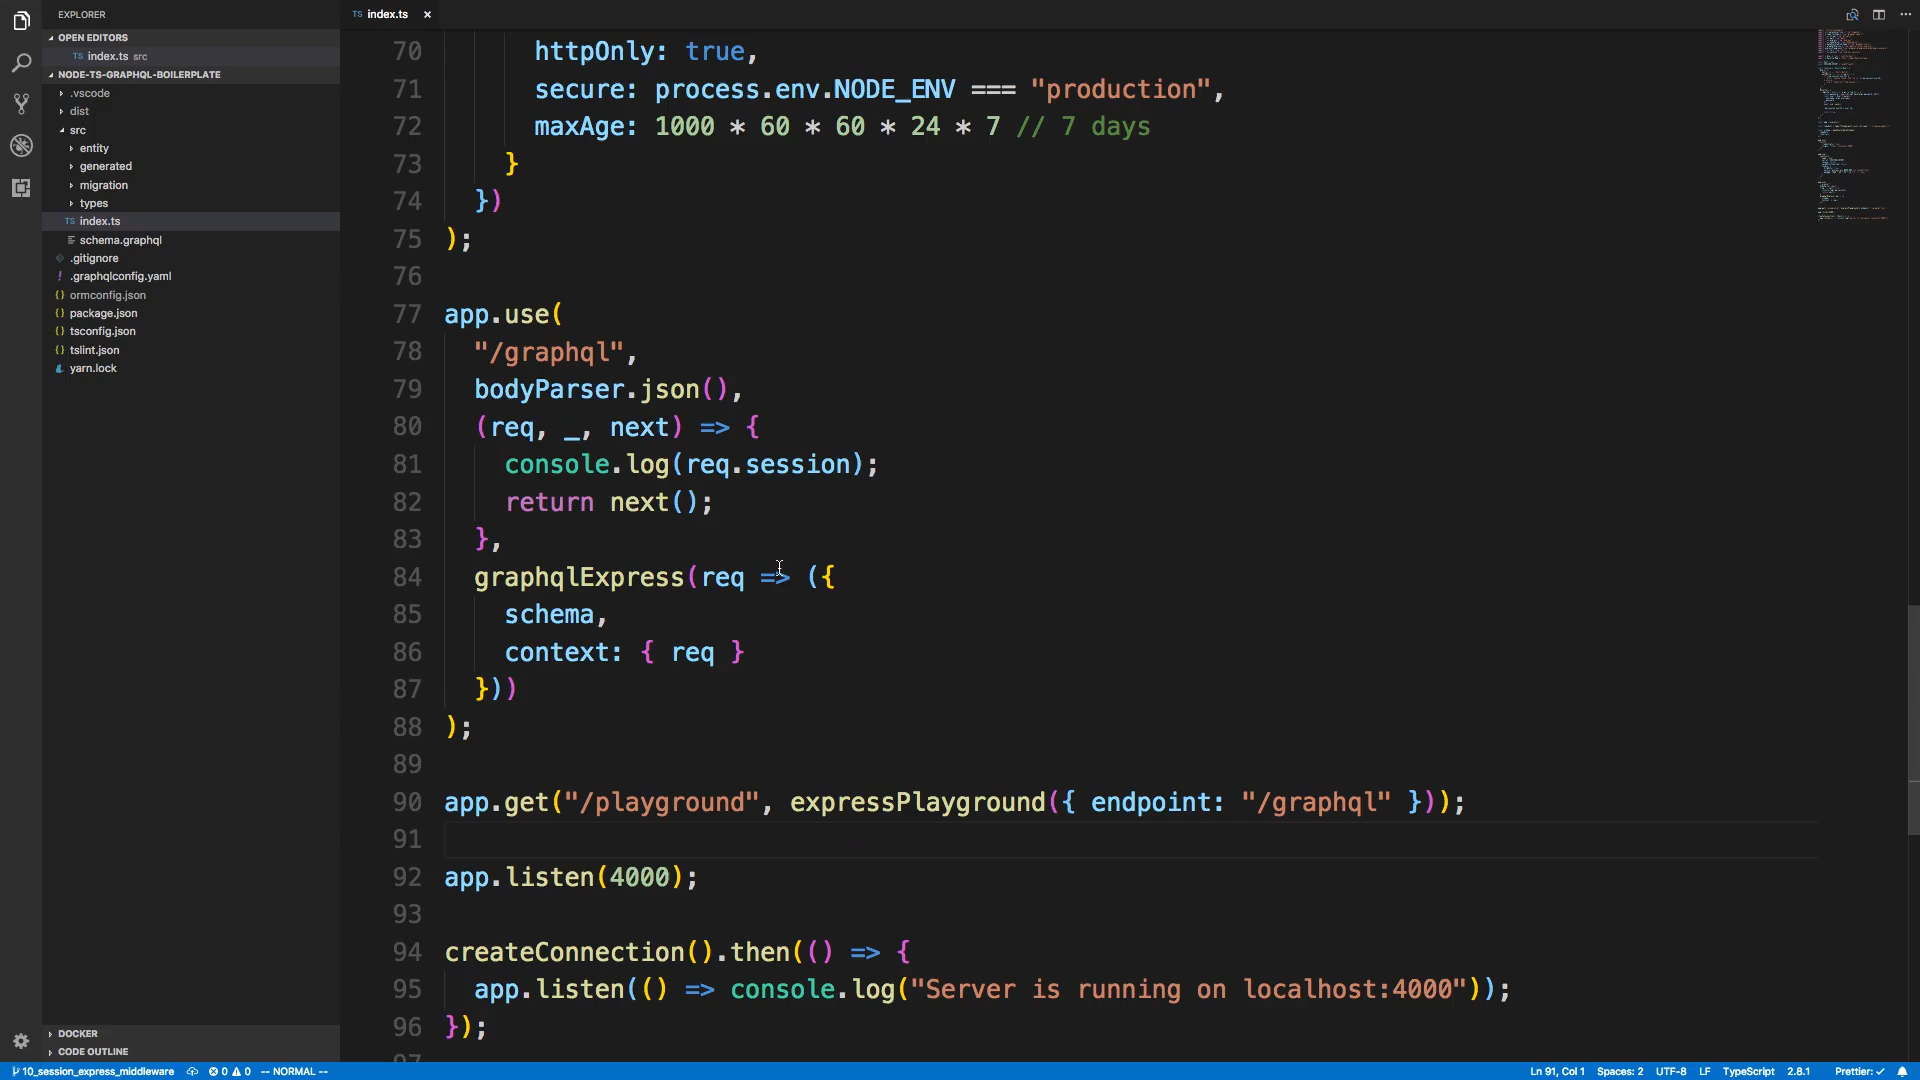 EXPLORER
OPEN EDITORS
TS index.ts src
NODE-TS-GRAPHQL-BOILERPLATE
.vscode
dist
src
entity
generated
migration
types
TS index.ts
schema.graphql
.gitignore
! .graphqlconfig.yaml
{} ormconfig.json
{} package.json
{} tsconfig.json
{} tslint.json
yarn.lock
DOCKER
CODE OUTLINE
TS index.ts ×
70 httpOnly: true,
71 secure: process.env.NODE_ENV === "production",
72 maxAge: 1000 * 60 * 60 * 24 * 7 // 7 days
73 }
74 })
75 );
76
77 app.use(
78 "/graphql",
79 bodyParser.json(),
80 (req, _, next) => {
81 console.log(req.session);
82 return next();
83 },
84 graphqlExpress(req => ({
85 schema,
86 context: { req }
87 }))
88 );
89
90 app.get("/playground", expressPlayground({ endpoint: "/graphql" }));
91
92 app.listen(4000);
93
94 createConnection().then(() => {
95 app.listen(() => console.log("Server is running on localhost:4000"));
96 });
97
10_session_express_middleware 0 0 -- NORMAL -- Ln 91, Col 1 Spaces: 2 UTF-8 LF TypeScript 2.8.1 Prettier: ✓